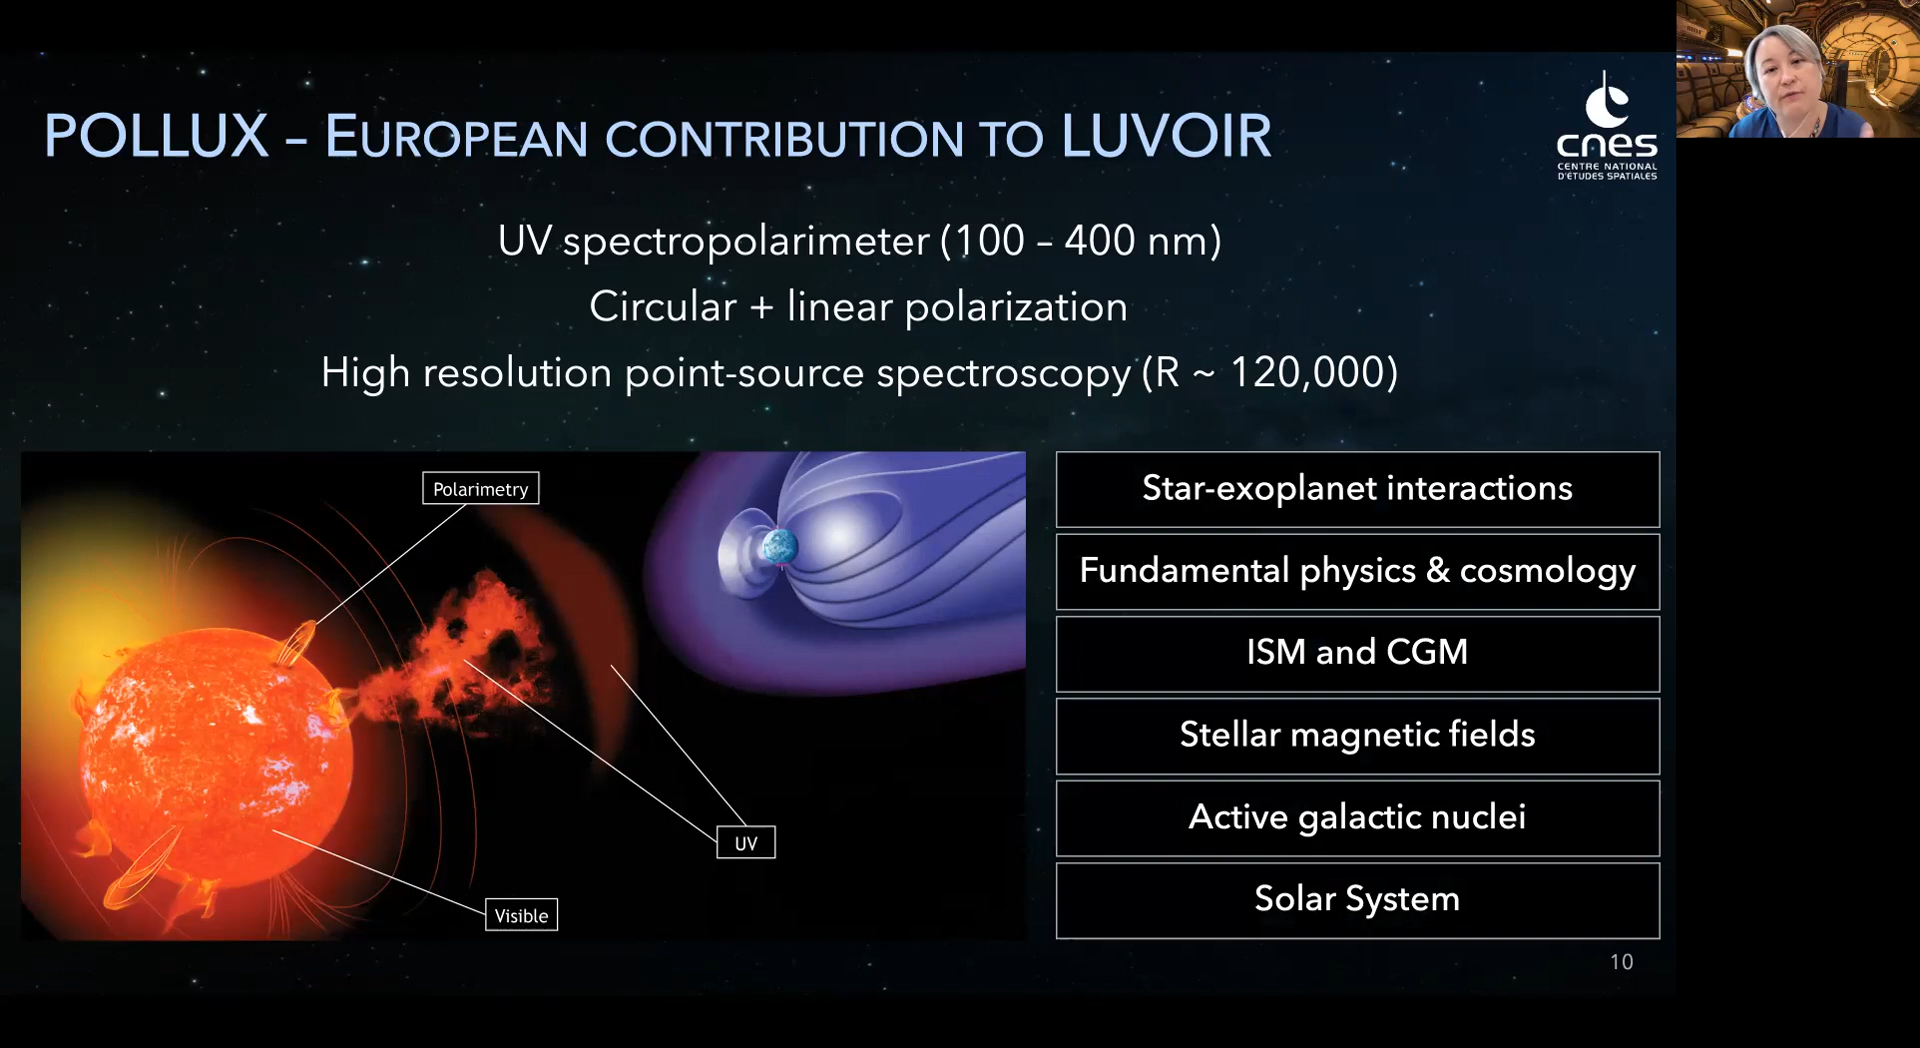 POLLUX – EUROPEAN CONTRIBUTION TO LUVOIR
cnes
CENTRE NATIONAL
D'ÉTUDES SPATIALES
UV spectropolarimeter (100 – 400 nm)
Circular + linear polarization
High resolution point-source spectroscopy (R ~ 120,000)
Polarimetry
UV
Visible
Star-exoplanet interactions
Fundamental physics & cosmology
ISM and CGM
Stellar magnetic fields
Active galactic nuclei
Solar System
10